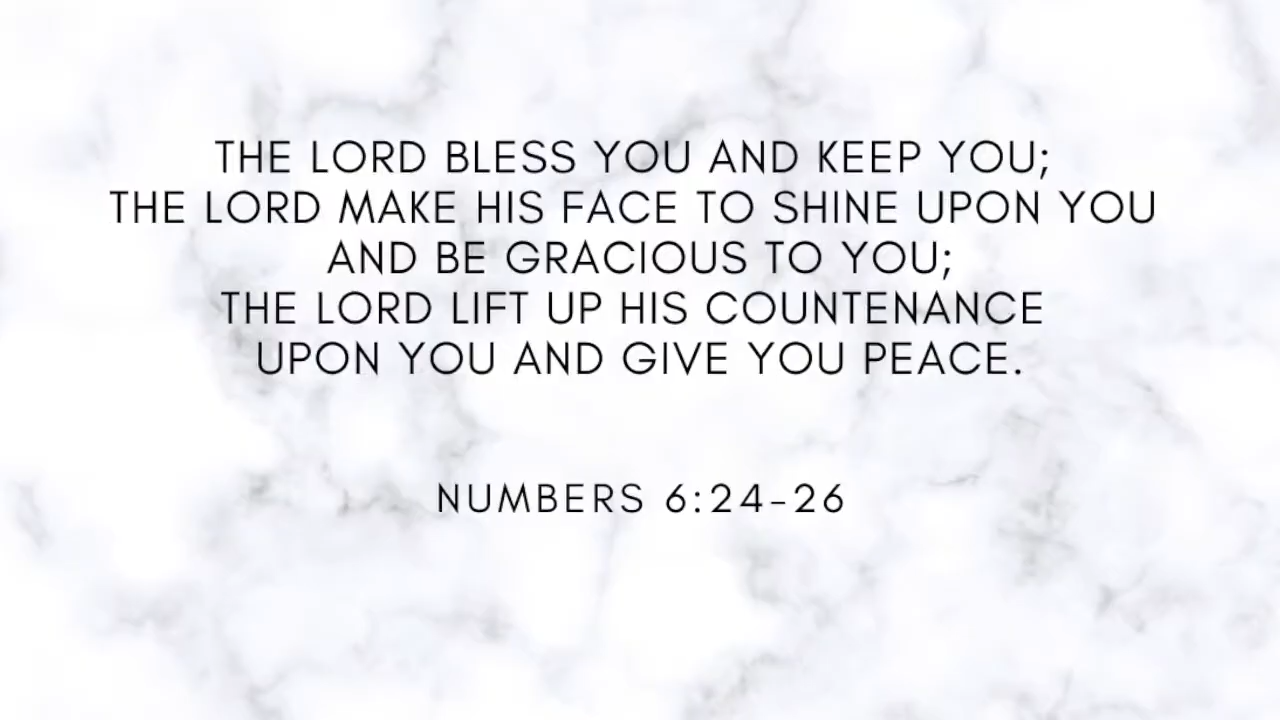 THE LORD BLESS YOU AND KEEP YOU;
THE LORD MAKE HIS FACE TO SHINE UPON YOU
AND BE GRACIOUS TO YOU;
THE LORD LIFT UP HIS COUNTENANCE
UPON YOU AND GIVE YOU PEACE.
NUMBERS 6:24-26